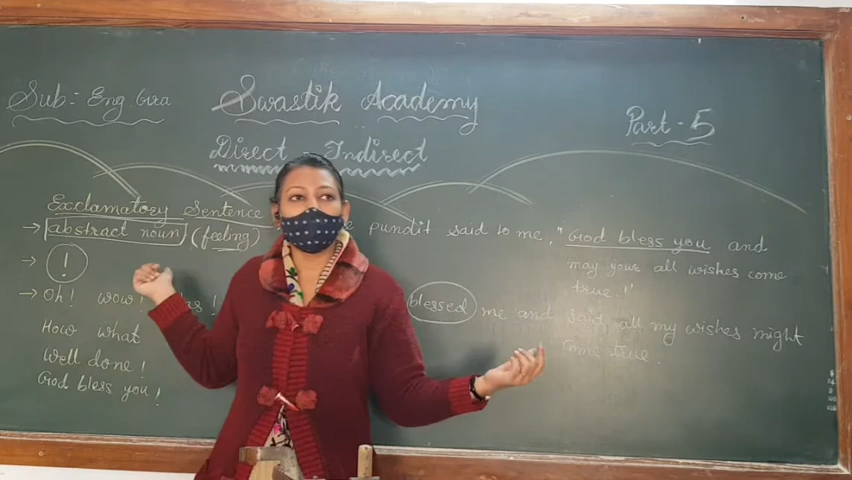 Sub:- Eng. Gra
Swastik Academy
Part-5
Direct - Indirect
Exclamatory Sentence
→ abstract noun (feeling)
→ !
→ Oh! wow!
How what
Well done!
God bless you!
pundit said to me, "God bless you and
may your all wishes come
true!"
blessed me and said all my wishes might
come true.